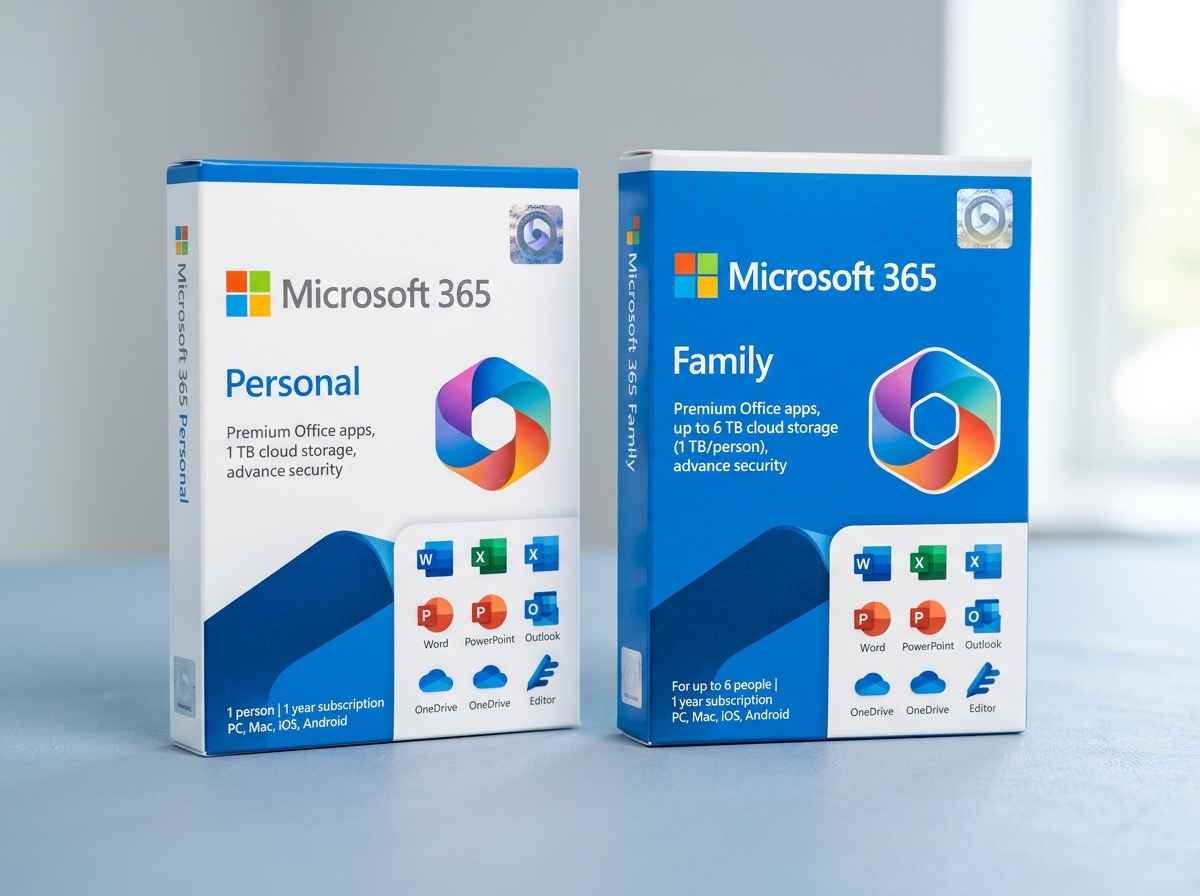 Microsoft 365 Personal
Microsoft 365
Personal
Premium Office apps,
1 TB cloud storage,
advance security
W
X
X
P
P
O
Word
PowerPoint
Outlook
OneDrive
OneDrive
Editor
1 person | 1 year subscription
PC, Mac, iOS, Android
Microsoft 365 Family
Microsoft 365
Family
Premium Office apps,
up to 6 TB cloud storage
(1 TB/person),
advance security
W
X
X
P
P
O
Word
PowerPoint
Outlook
OneDrive
OneDrive
Editor
For up to 6 people |
1 year subscription
PC, Mac, iOS, Android